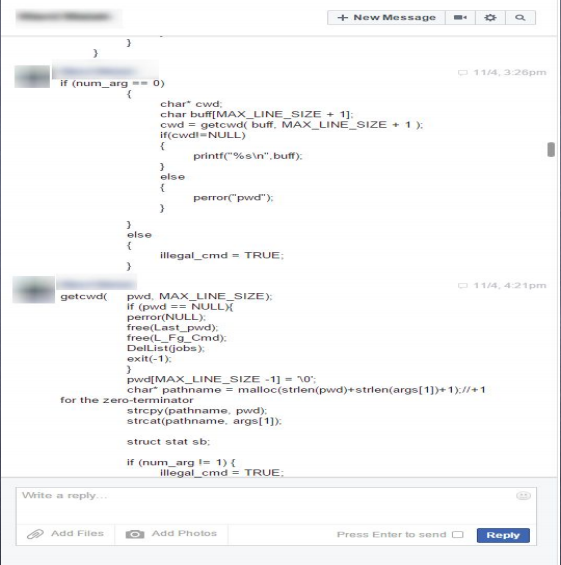 + New Message
}
}
11/4, 3:26pm
if (num_arg == 0)
{
char* cwd;
char buff[MAX_LINE_SIZE + 1];
cwd = getcwd( buff, MAX_LINE_SIZE + 1 );
if(cwd!=NULL)
{
printf("%s\n",buff);
}
else
{
perror("pwd");
}
}
else
{
illegal_cmd = TRUE;
}
11/4, 4:21pm
getcwd( pwd, MAX_LINE_SIZE);
if (pwd == NULL){
perror(NULL);
free(Last_pwd);
free(L_Fg_Cmd);
DelList(jobs);
exit(-1);
}
pwd[MAX_LINE_SIZE -1] = '\0';
char* pathname = malloc(strlen(pwd)+strlen(args[1])+1);//+1
for the zero-terminator
strcpy(pathname, pwd);
strcat(pathname, args[1]);
struct stat sb;
if (num_arg != 1) {
illegal_cmd = TRUE;
Write a reply...
Add Files Add Photos Press Enter to send Reply